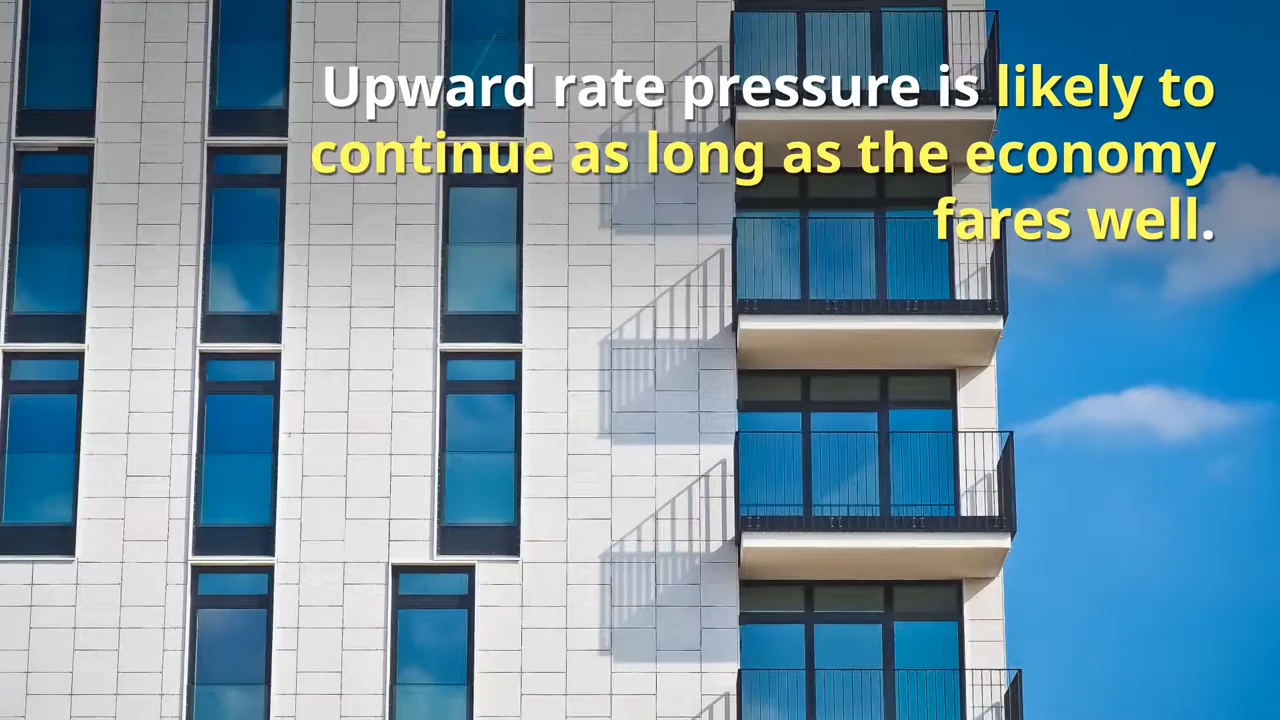 Upward rate pressure is likely to
continue as long as the economy
fares well.